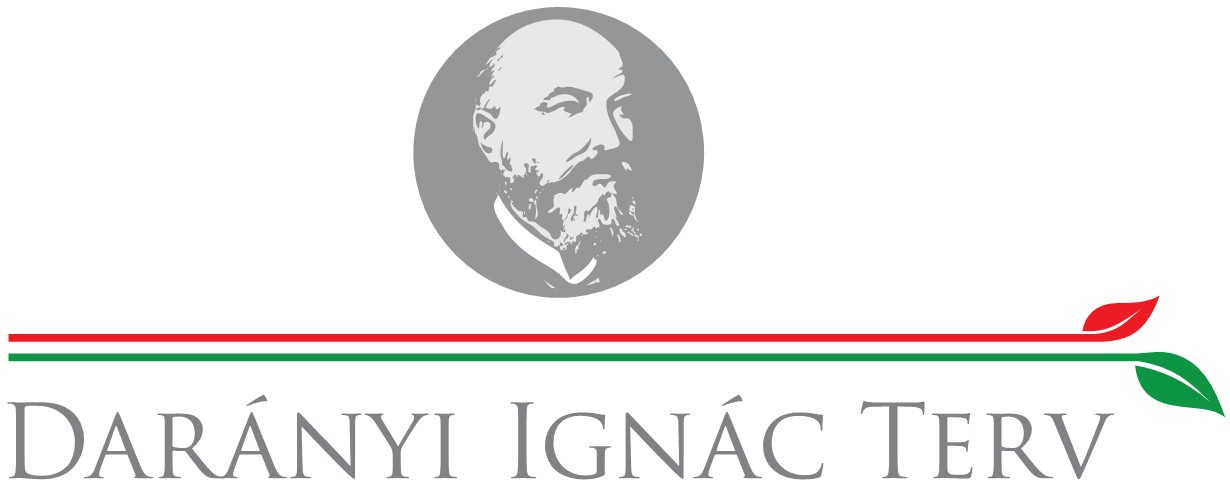 DARÁNYI IGNÁC TERV